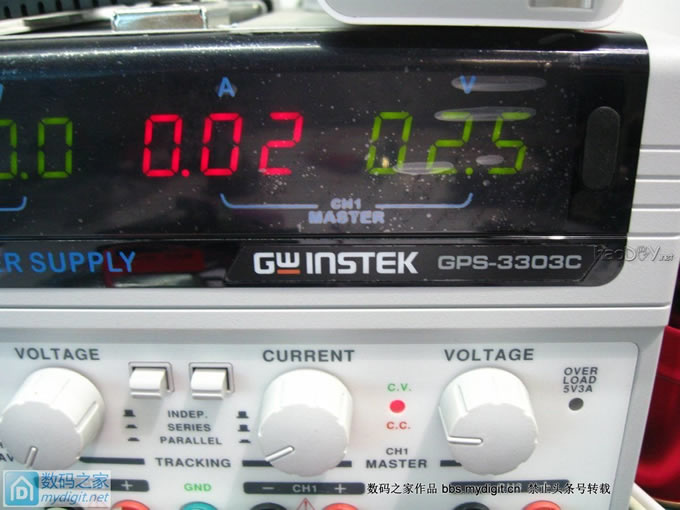 A V
0.0 0.02 02.5
CH1
MASTER
ER SUPPLY GWINSTEK GPS-3303C
VOLTAGE CURRENT VOLTAGE
C.V.
C.C.
OVER
LOAD
5V3A
INDEP.
SERIES
PARALLEL
TRACKING
CH1
MASTER
+ GND - CH1 +
数码之家
mydigit.net
数码之家作品 bbs.mydigit.cn 禁止头条号转载